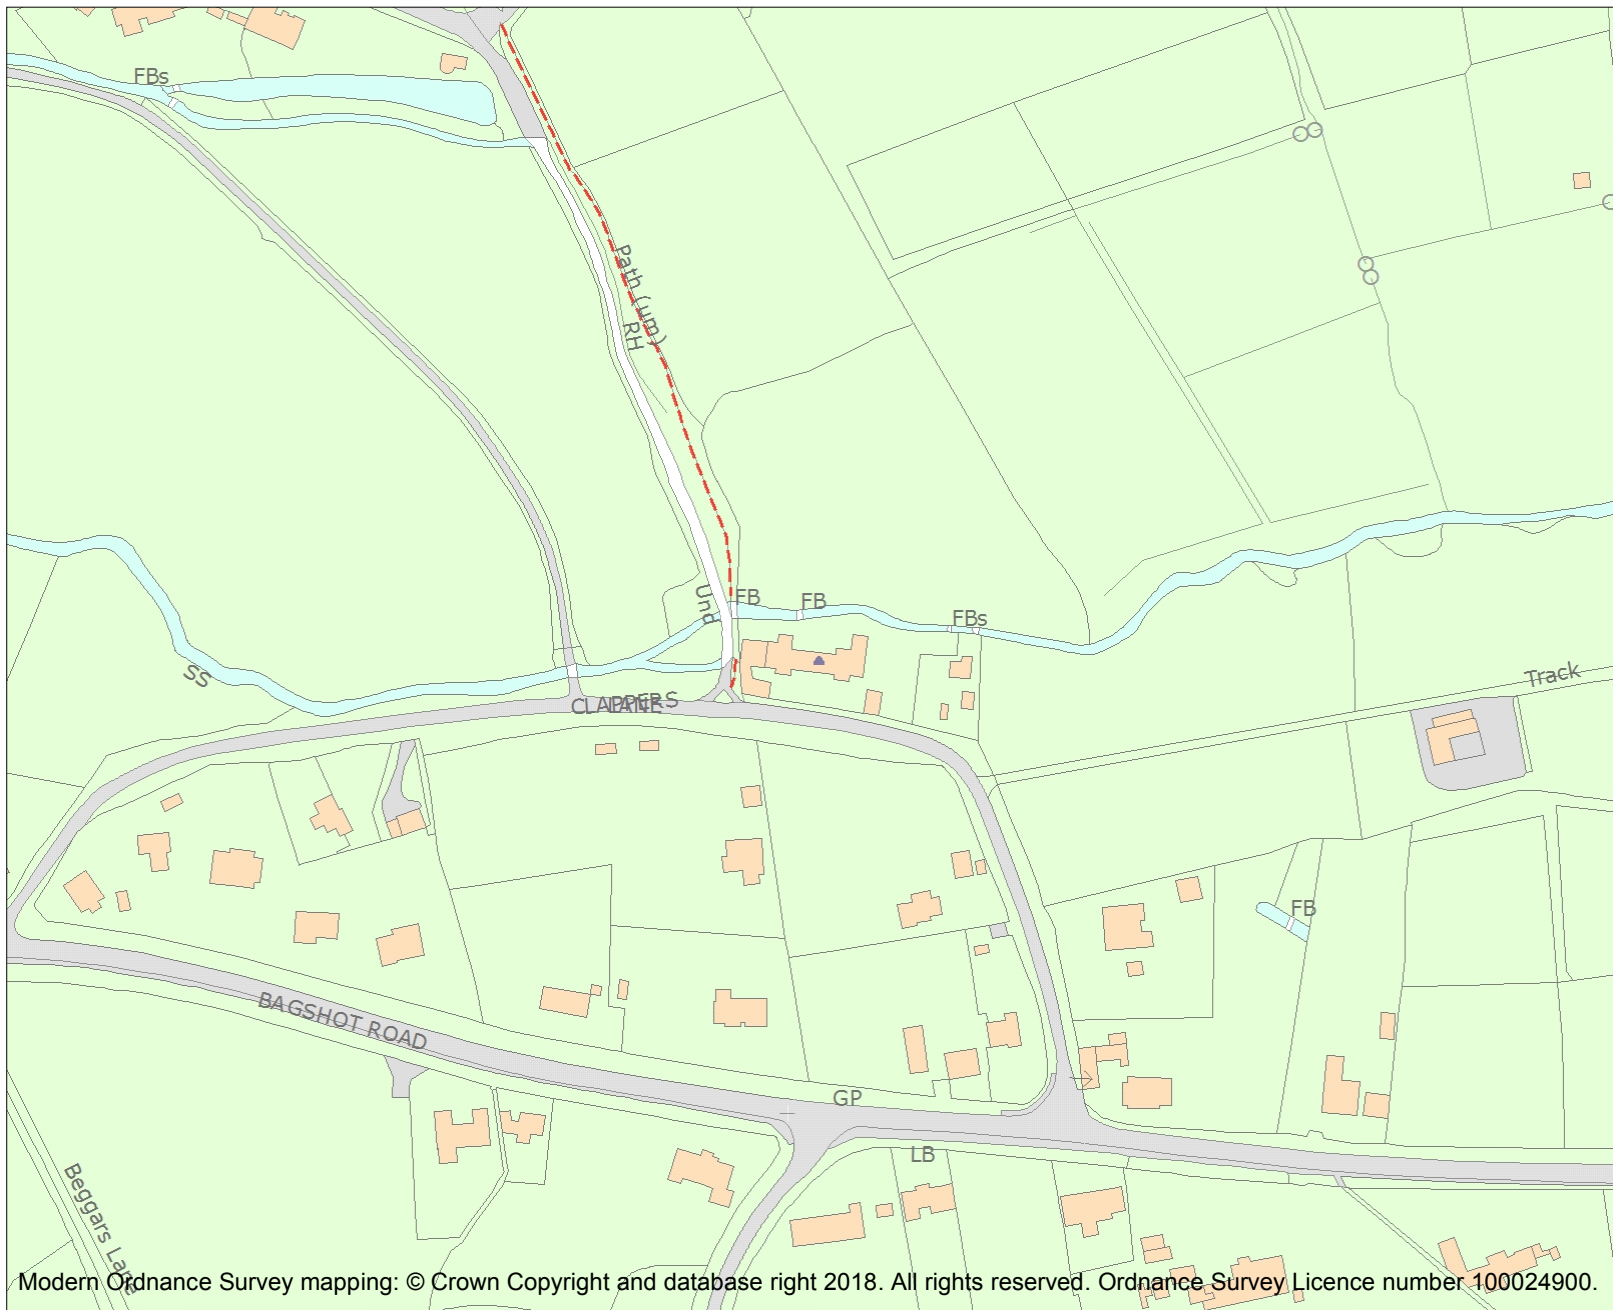 FBs
Path (um)
RH
Und
FB
FB
FBs
SS
CLAPPERS
LANE
Track
FB
BAGSHOT ROAD
GP
LB
Beggars Lane
Modern Ordnance Survey mapping: © Crown Copyright and database right 2018. All rights reserved. Ordnance Survey Licence number 100024900.